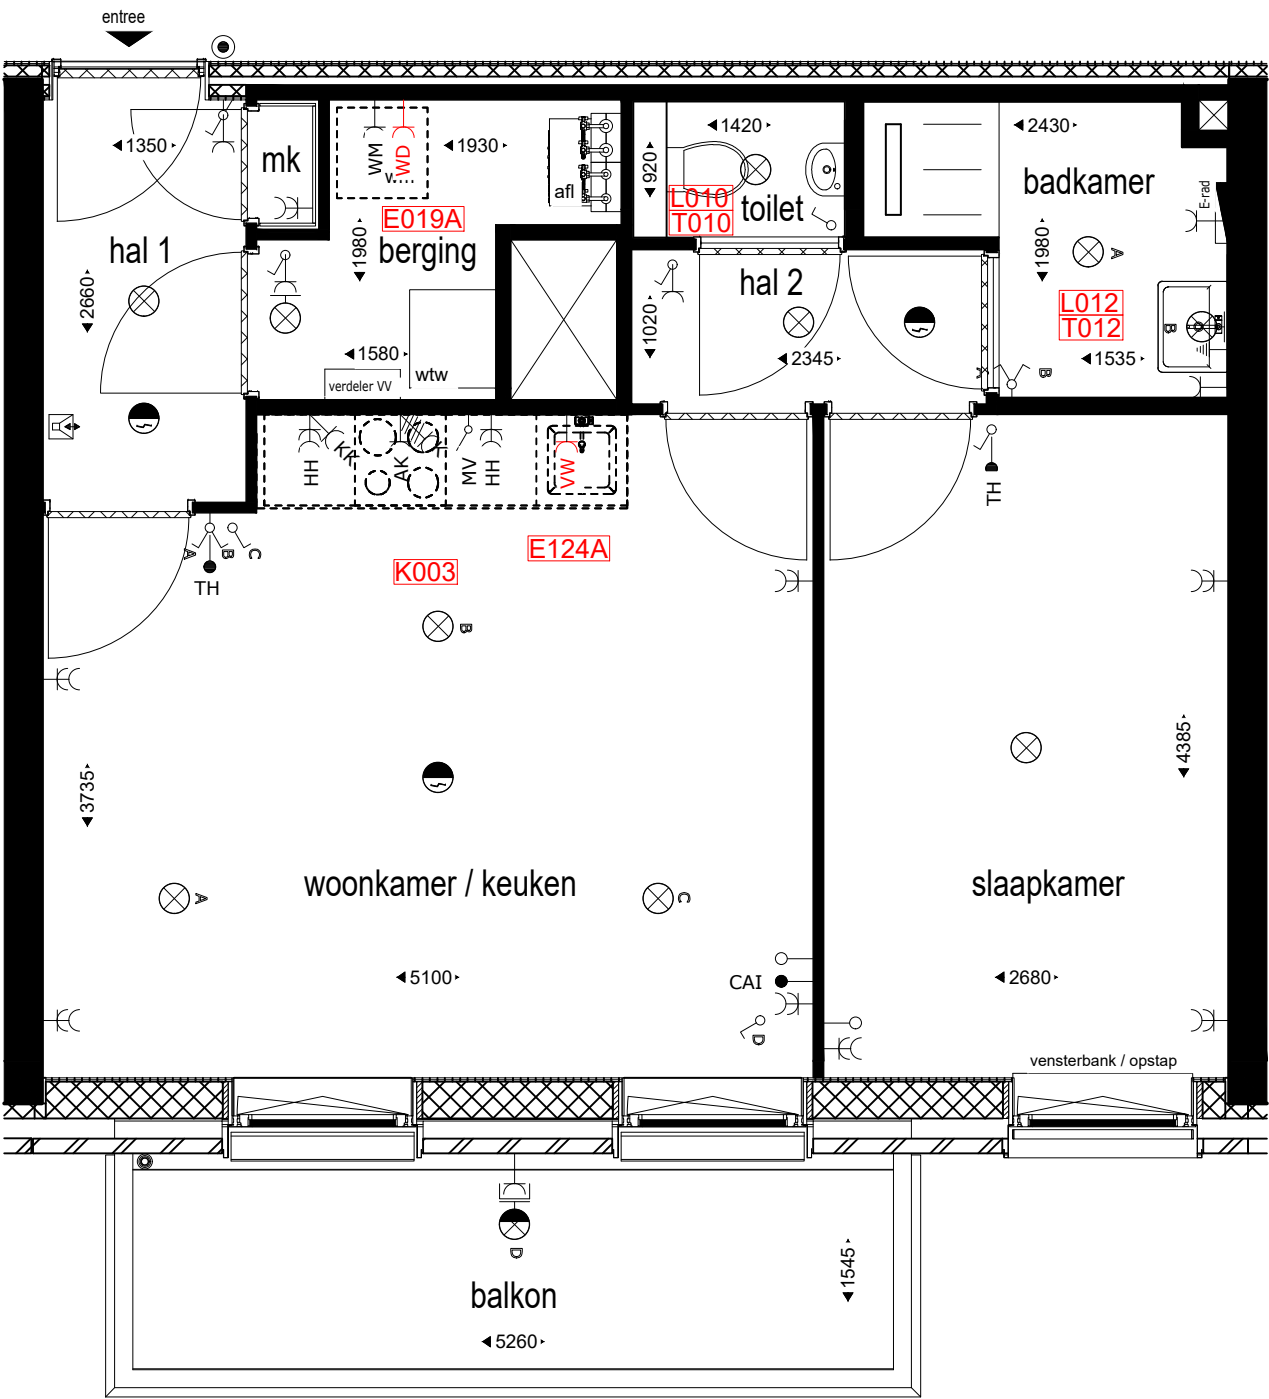 entree
1350
mk
WM
WD
1930
afl
E019A
1420
920
L010
T010
toilet
2430
badkamer
E-rad
hal 1
1980
berging
2660
hal 2
1980
A
L012
T012
B
1020
2345
1535
1580
verdeler VV
wtw
A
B
HH
KK
AK
MV
HH
VW
TH
A
B
C
TH
E124A
K003
B
3735
4385
woonkamer / keuken
slaapkamer
A
C
5100
CAI
2680
D
vensterbank / opstap
D
1545
balkon
5260